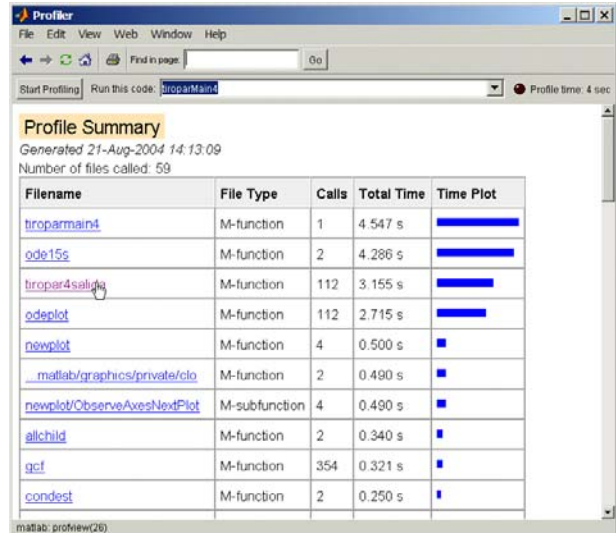 Profiler
File Edit View Web Window Help
Find in page: Go
Start Profiling Run this code: tiroparMain4 Profile time: 4 sec
Profile Summary
Generated 21-Aug-2004 14:13:09
Number of files called: 59
Filename File Type Calls Total Time Time Plot
tiroparmain4 M-function 1 4.547 s
ode15s M-function 2 4.286 s
tiropar4salida M-function 112 3.155 s
odeplot M-function 112 2.715 s
newplot M-function 4 0.500 s
...matlab/graphics/private/clo M-function 2 0.490 s
newplot/ObserveAxesNextPlot M-subfunction 4 0.490 s
allchild M-function 2 0.340 s
gcf M-function 354 0.321 s
condest M-function 2 0.250 s
matlab: profview(26)